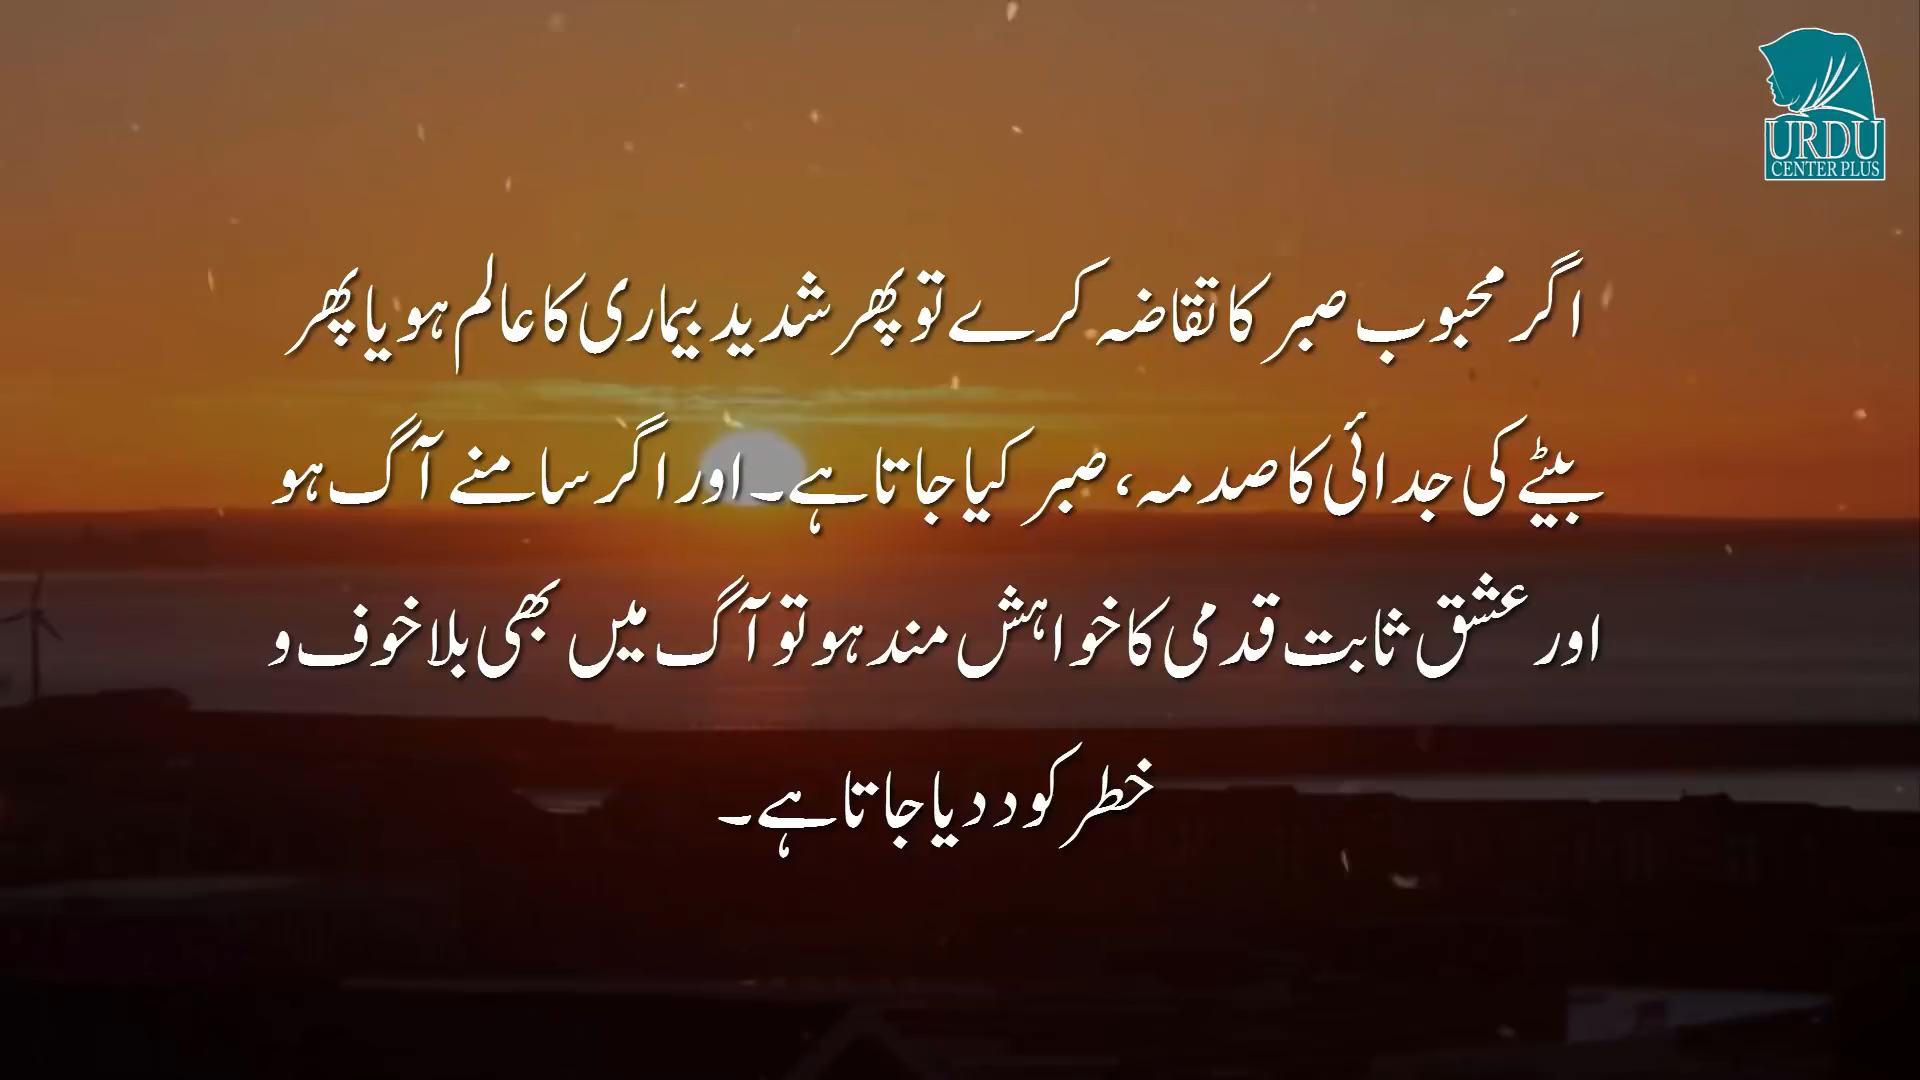 URDU
CENTER PLUS
اگر محبوب صبر کا تقاضہ کرے تو پھر شدید بیماری کا عالم ہو یا پھر
بیٹے کی جدائی کا صدمہ، صبر کیا جاتا ہے۔ اور اگر سامنے آگ ہو
اور عشق ثابت قدمی کا خواہش مند ہو تو آگ میں بھی بلا خوف و
خطر کود دیا جاتا ہے۔